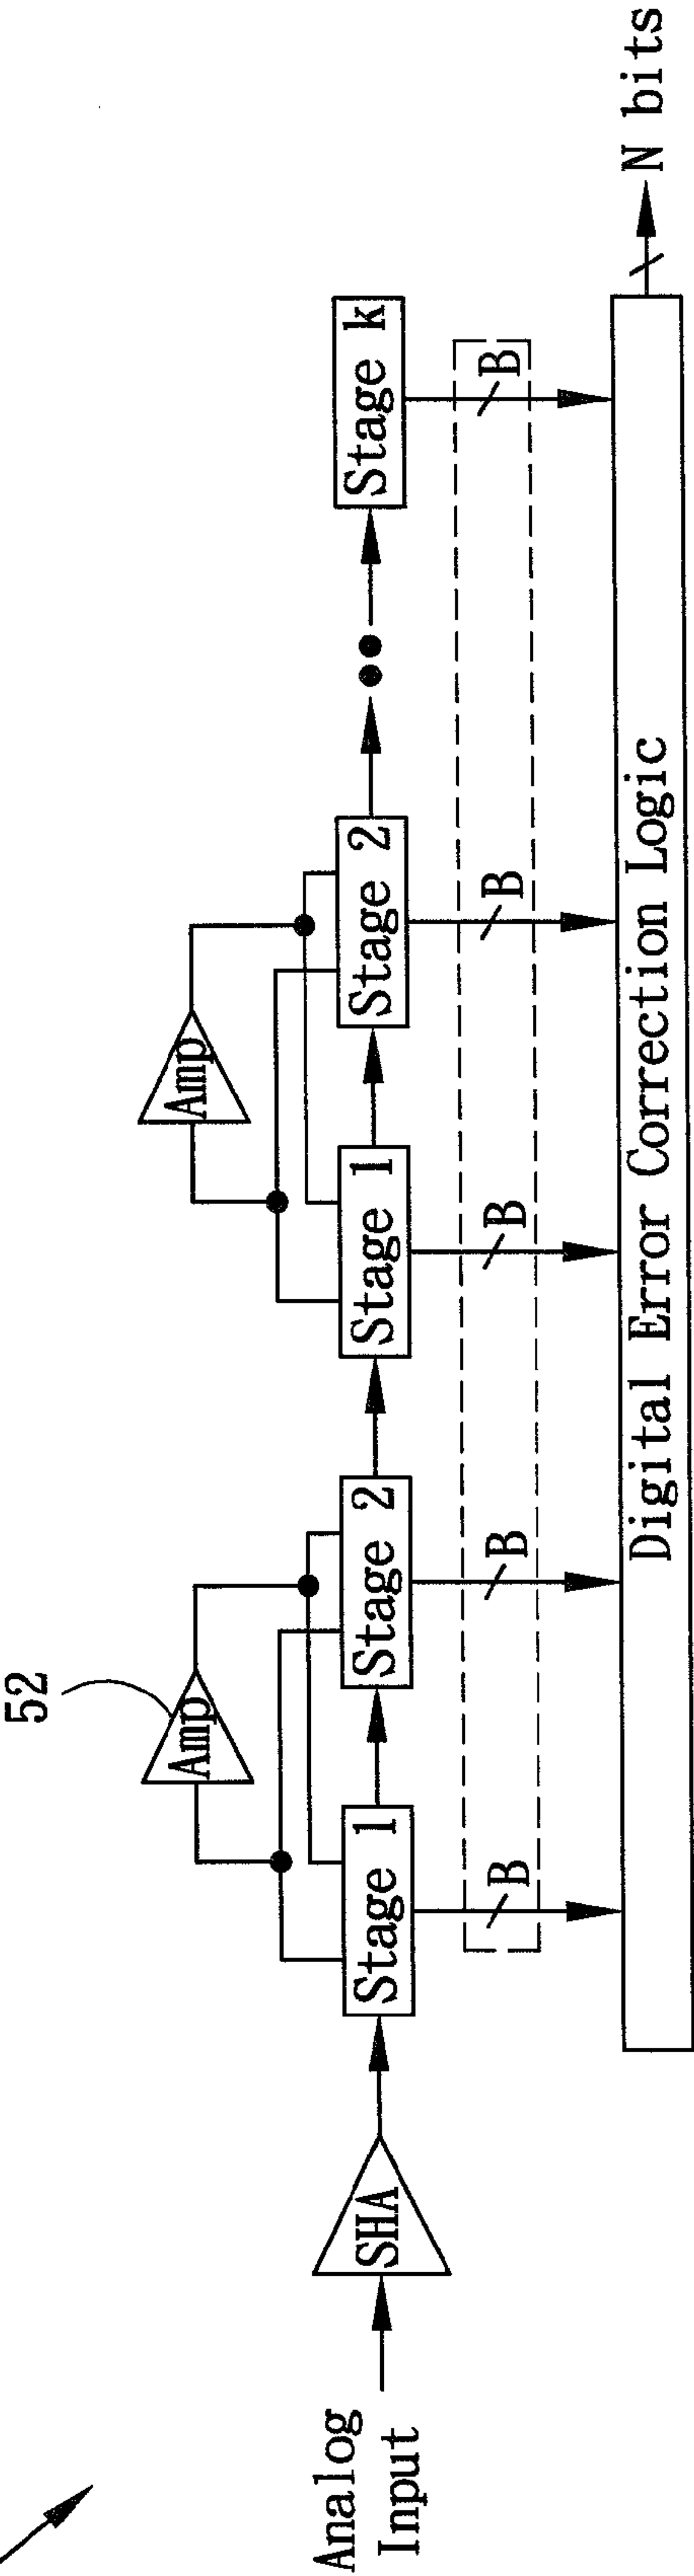 52
Amp
Amp
Analog
Input
SHA
Stage 1
Stage 2
Stage 1
Stage 2
Stage k
B
B
B
B
B
Digital Error Correction Logic
N bits